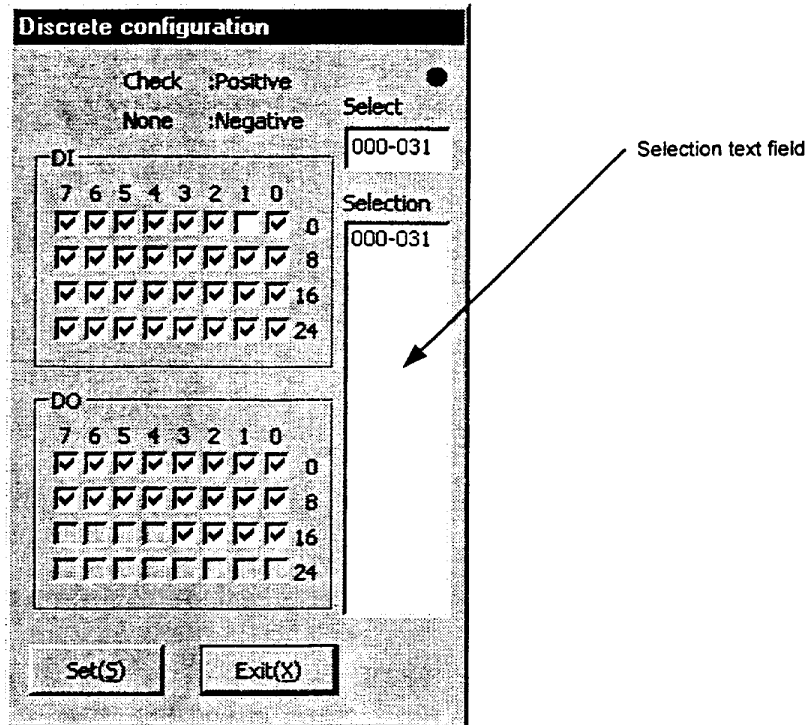 Discrete configuration
Check :Positive
None :Negative
Select
000-031
Selection text field
DI
7 6 5 4 3 2 1 0
0
8
16
24
Selection
000-031
DO
7 6 5 4 3 2 1 0
0
8
16
24
Set(S)
Exit(X)